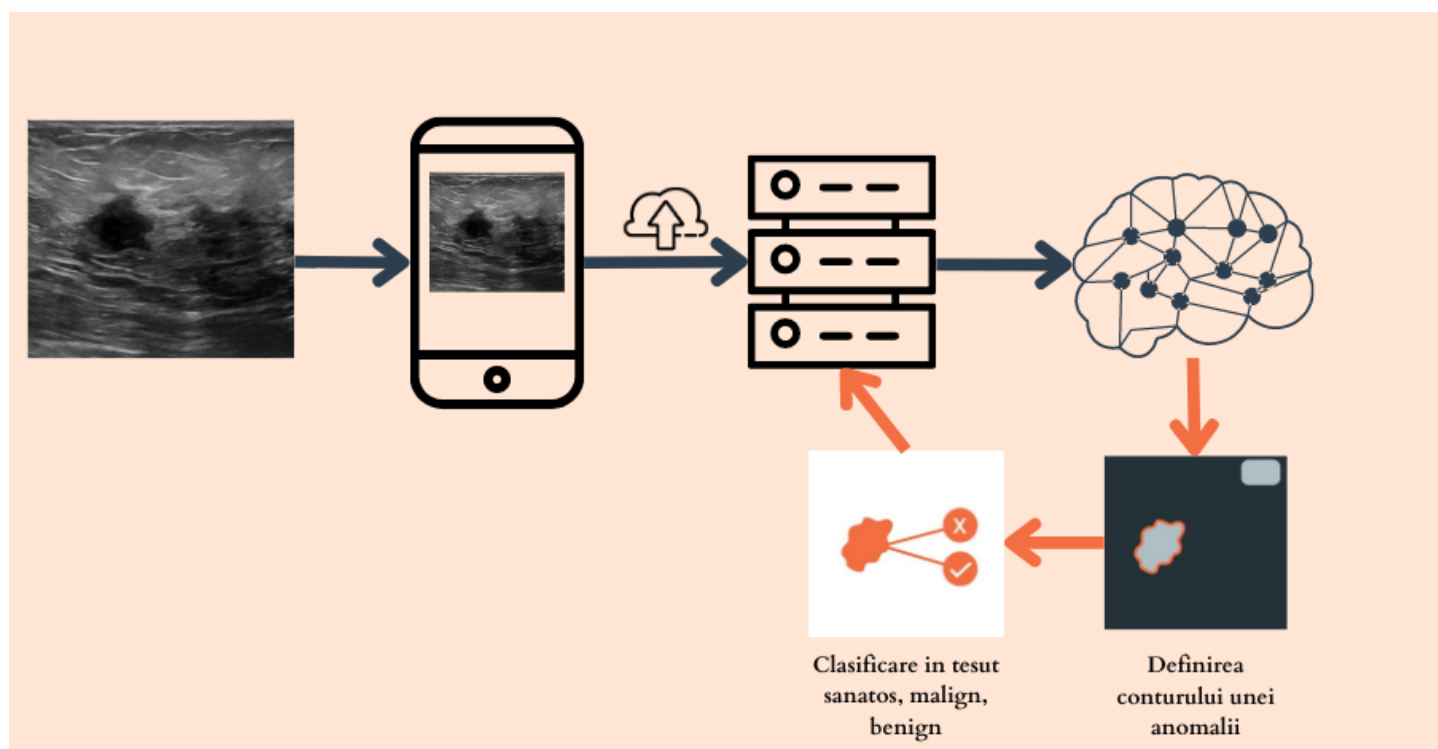 Clasificare in tesut
sanatos, malign,
benign
Definirea
conturului unei
anomalii